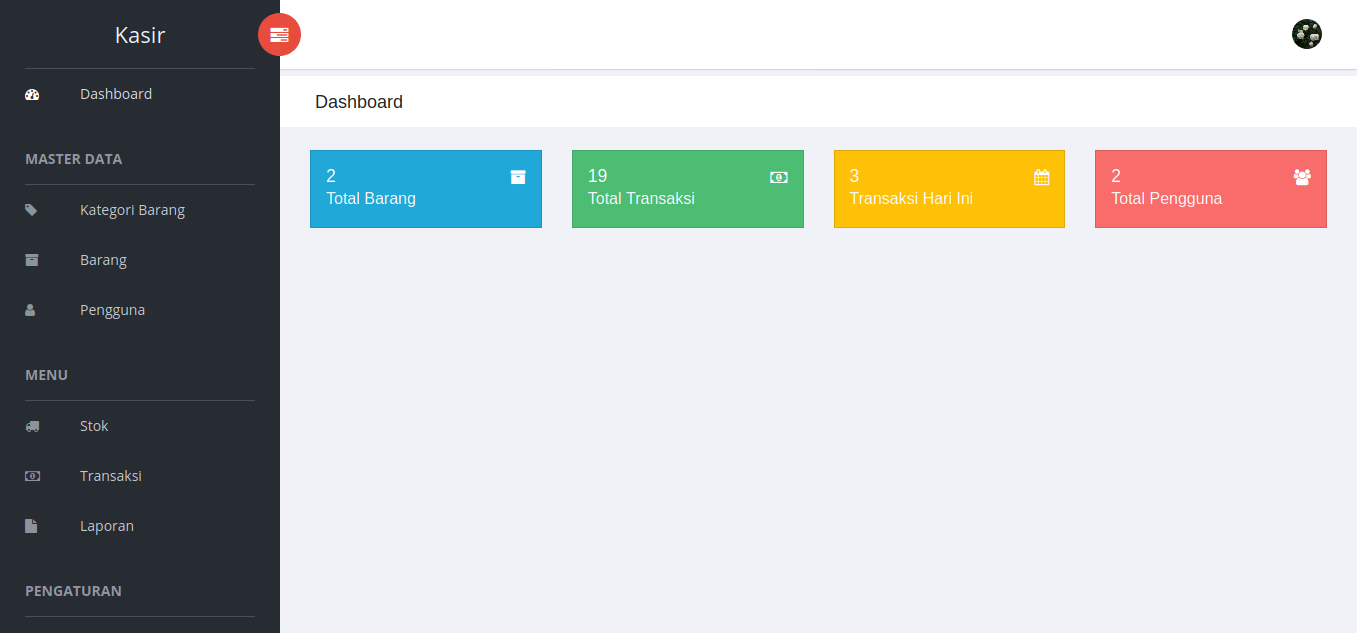 Kasir
Dashboard
MASTER DATA
Kategori Barang
Barang
Pengguna
MENU
Stok
Transaksi
Laporan
PENGATURAN
Dashboard
2
Total Barang
19
Total Transaksi
3
Transaksi Hari Ini
2
Total Pengguna